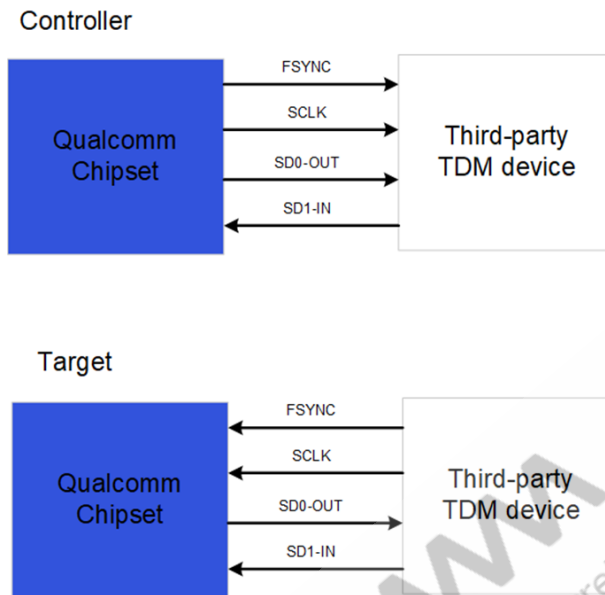 Controller
FSYNC
SCLK
SD0-OUT
SD1-IN
Qualcomm
Chipset
Third-party
TDM device
Target
FSYNC
SCLK
SD0-OUT
SD1-IN
Qualcomm
Chipset
Third-party
TDM device